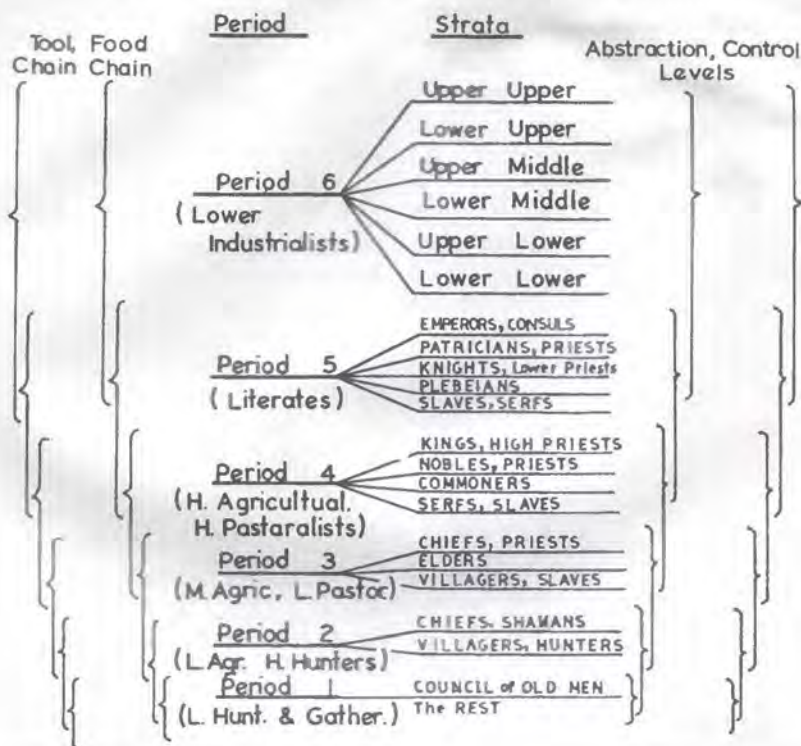 Period
Strata
Tool, Food
Chain Chain
Abstraction, Control
Levels
Upper Upper
Lower Upper
Upper Middle
Period 6
Lower Middle
(Lower
Industrialists)
Upper Lower
Lower Lower
EMPERORS, CONSULS
PATRICIANS, PRIESTS
Period 5
KNIGHTS, Lower Priests
PLEBEIANS
(Literates)
SLAVES, SERFS
KINGS, HIGH PRIESTS
NOBLES, PRIESTS
Period 4
COMMONERS
(H. Agricultual.
SERFS, SLAVES
H. Pastaralists)
CHIEFS, PRIESTS
Period 3
ELDERS
(M. Agric, L. Pastor)
VILLAGERS, SLAVES
CHIEFS, SHAMANS
Period 2
VILLAGERS, HUNTERS
(L. Agr. H. Hunters)
Period 1
COUNCIL of OLD MEN
(L. Hunt. & Gather.)
The REST